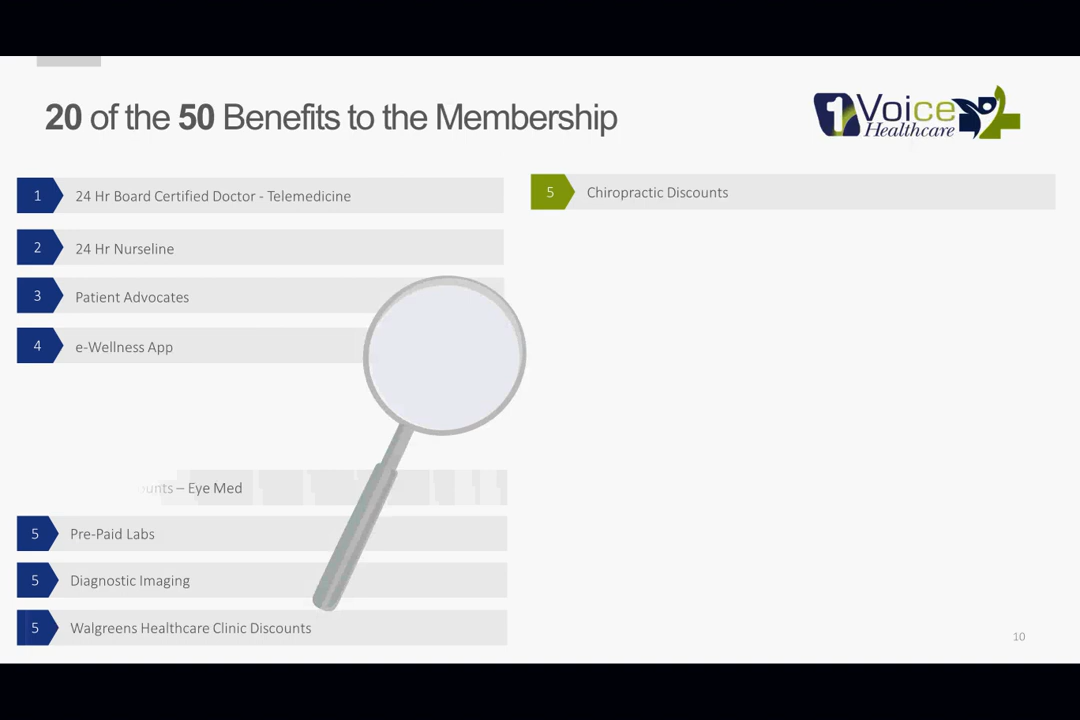 20 of the 50 Benefits to the Membership
1Voice
Healthcare
1 24 Hr Board Certified Doctor - Telemedicine
2 24 Hr Nurseline
3 Patient Advocates
4 e-Wellness App
– Eye Med
5 Pre-Paid Labs
5 Diagnostic Imaging
5 Walgreens Healthcare Clinic Discounts
5 Chiropractic Discounts
10